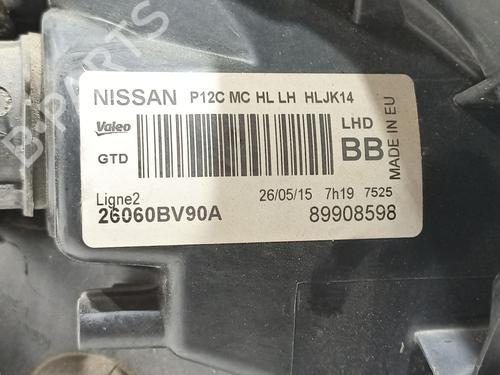 NISSAN P12C MC HL LH HLJK14
Valeo
GTD
LHD
BB
MADE IN EU
Ligne2
26/05/15 7h19 7525
26060BV90A
89908598
B-PARTS